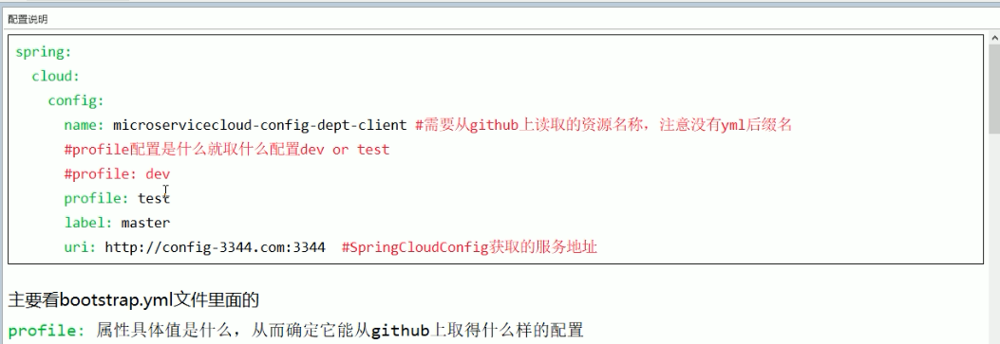 配置说明
spring:
cloud:
config:
name: microservicecloud-config-dept-client #需要从github上读取的资源名称，注意没有yml后缀名
#profile配置是什么就取什么配置dev or test
#profile: dev
profile: test
label: master
uri: http://config-3344.com:3344 #SpringCloudConfig获取的服务地址
主要看bootstrap.yml文件里面的
profile: 属性具体值是什么，从而确定它能从github上取得什么样的配置